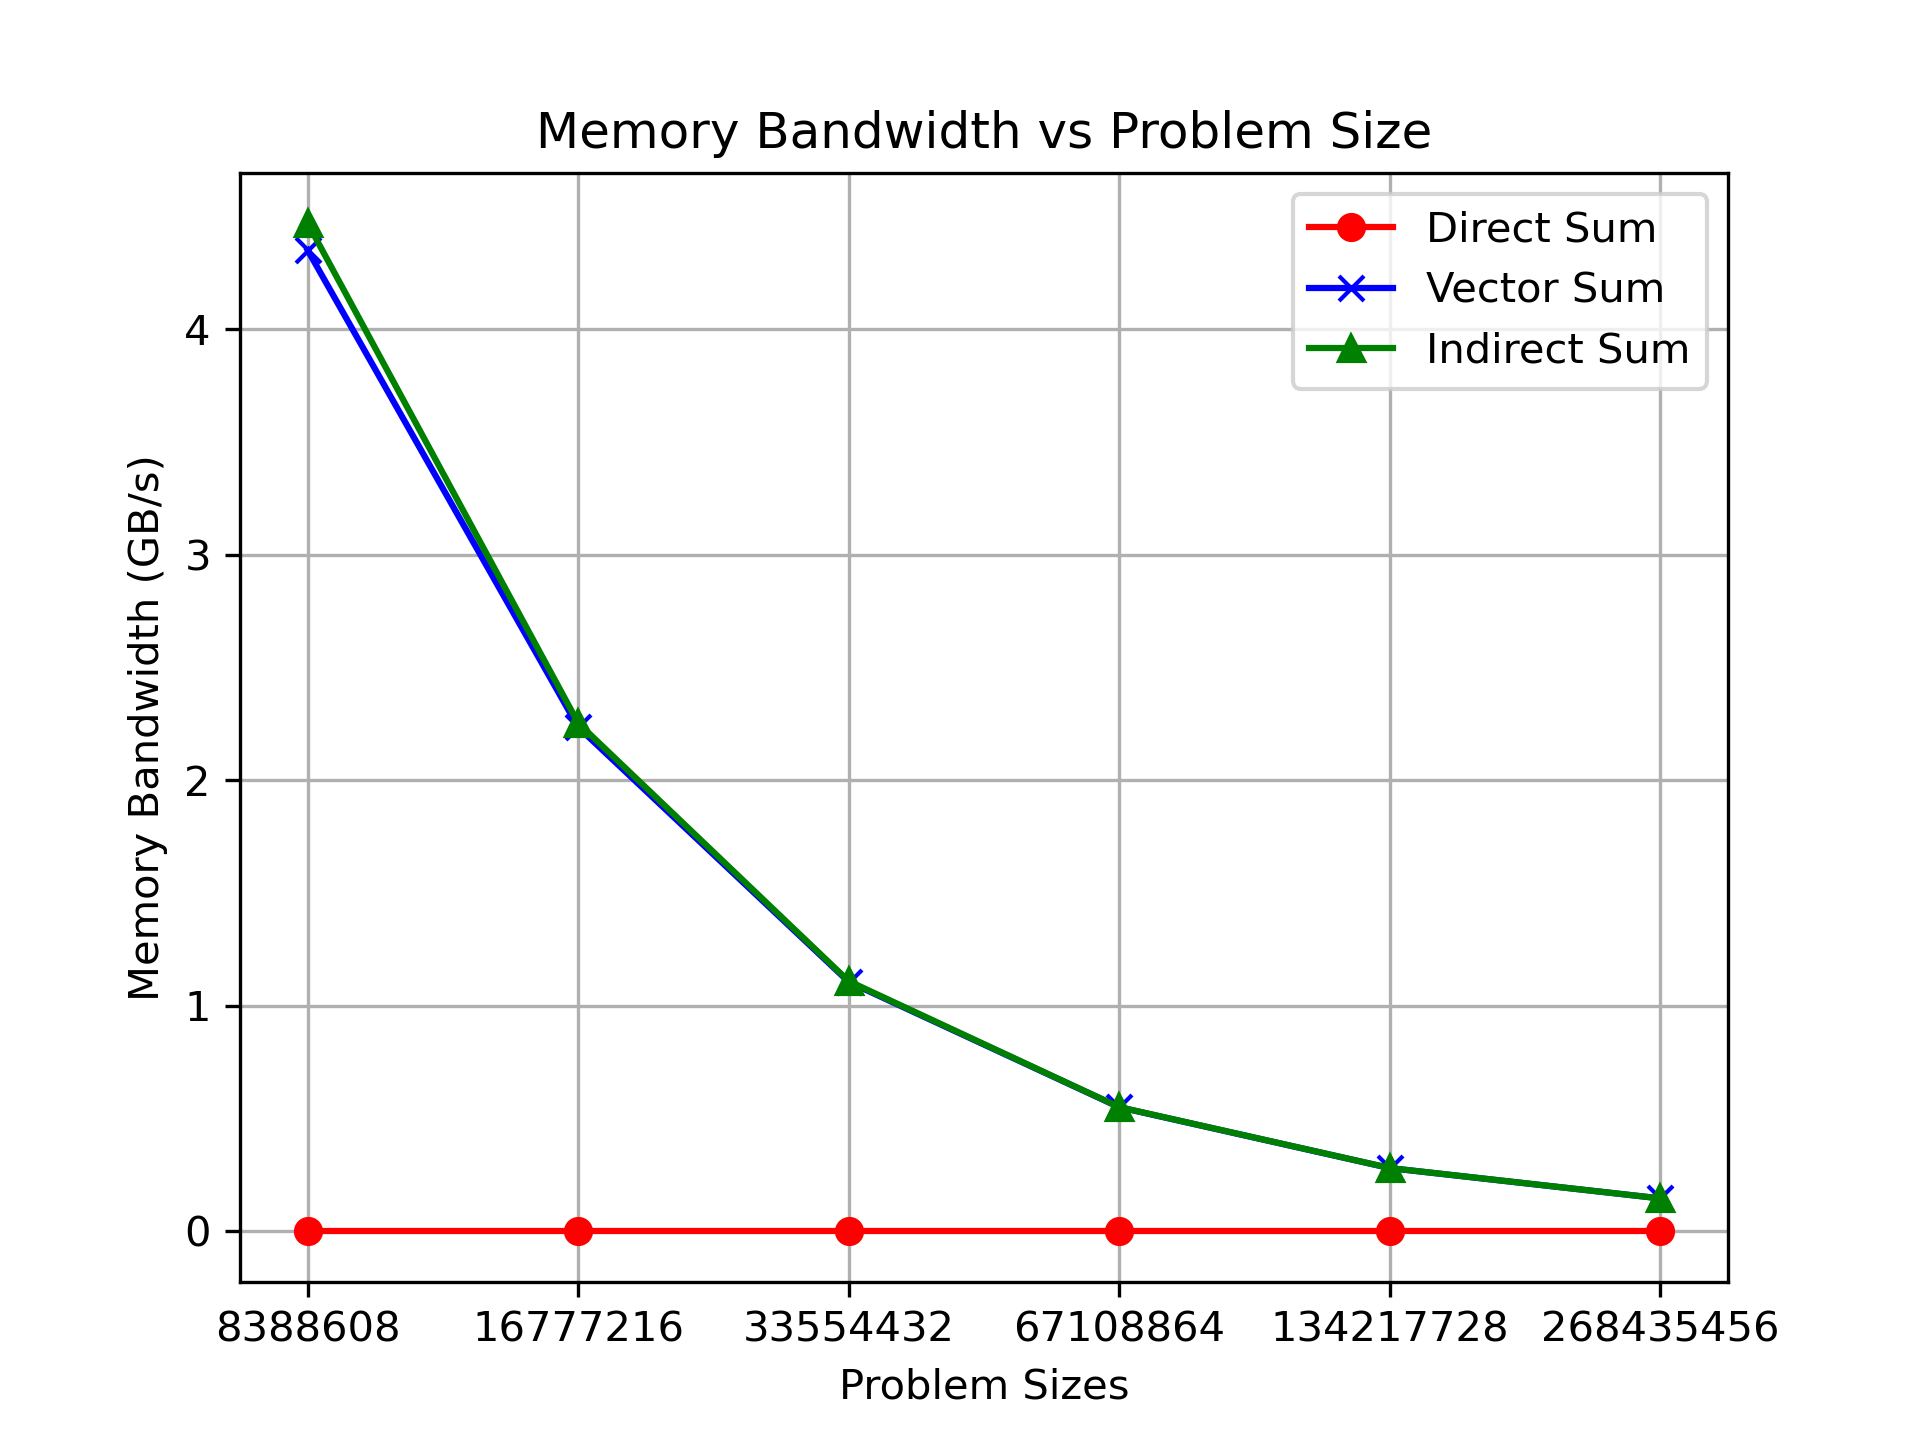 Memory Bandwidth vs Problem Size
Direct Sum
Vector Sum
Indirect Sum
Memory Bandwidth (GB/s)
4
3
2
1
0
8388608 16777216 33554432 67108864 134217728 268435456
Problem Sizes